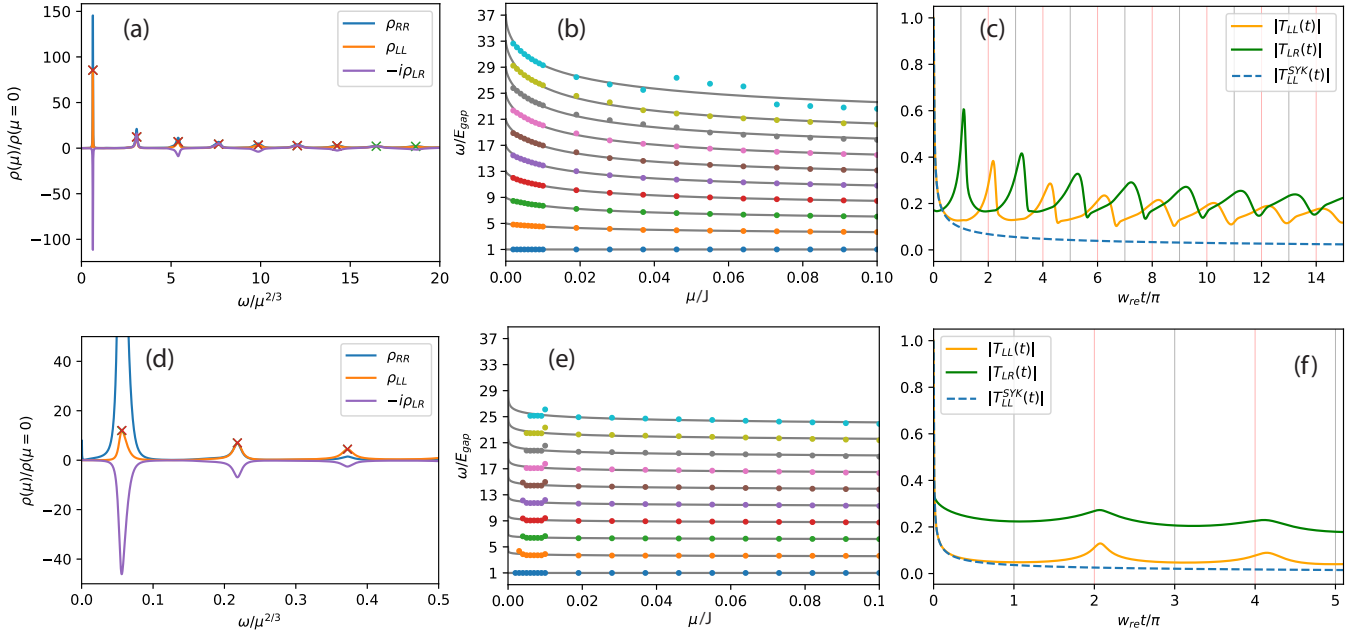 (a)
ρ_RR
ρ_LL
−iρ_LR
150
100
50
0
−50
−100
ρ(μ)/ρ(μ = 0)
0 5 10 15 20
ω/μ^{2/3}
(b)
37
33
29
25
21
17
13
9
5
1
ω/E_gap
0.00 0.02 0.04 0.06 0.08 0.10
μ/J
(c)
|T_LL(t)|
|T_LR(t)|
|T_LL^SYK(t)|
1.0
0.8
0.6
0.4
0.2
0.0
0 2 4 6 8 10 12 14
w_re t/π
(d)
ρ_RR
ρ_LL
−iρ_LR
40
20
0
−20
−40
ρ(μ)/ρ(μ = 0)
0.0 0.1 0.2 0.3 0.4 0.5
ω/μ^{2/3}
(e)
37
33
29
25
21
17
13
9
5
1
ω/E_gap
0.00 0.02 0.04 0.06 0.08 0.10
μ/J
|T_LL(t)|
|T_LR(t)|
|T_LL^SYK(t)|
(f)
1.0
0.8
0.6
0.4
0.2
0.0
0 1 2 3 4 5
w_re t/π